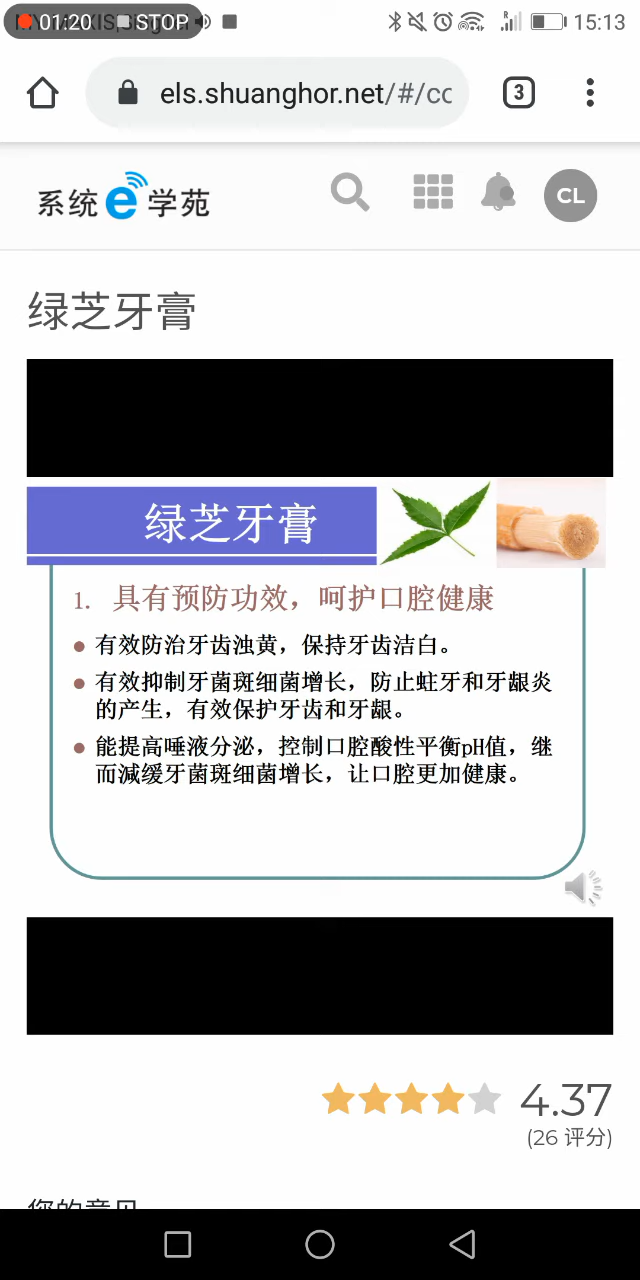 01:20 STOP
15:13
els.shuanghor.net/#/cc
3
系统e学苑
CL
绿芝牙膏
绿芝牙膏
1. 具有预防功效，呵护口腔健康
有效防治牙齿浊黄，保持牙齿洁白。
有效抑制牙菌斑细菌增长，防止蛀牙和牙龈炎
的产生，有效保护牙齿和牙龈。
能提高唾液分泌，控制口腔酸性平衡pH值，继
而減缓牙菌斑细菌增长，让口腔更加健康。
4.37
(26 评分)
您的意见